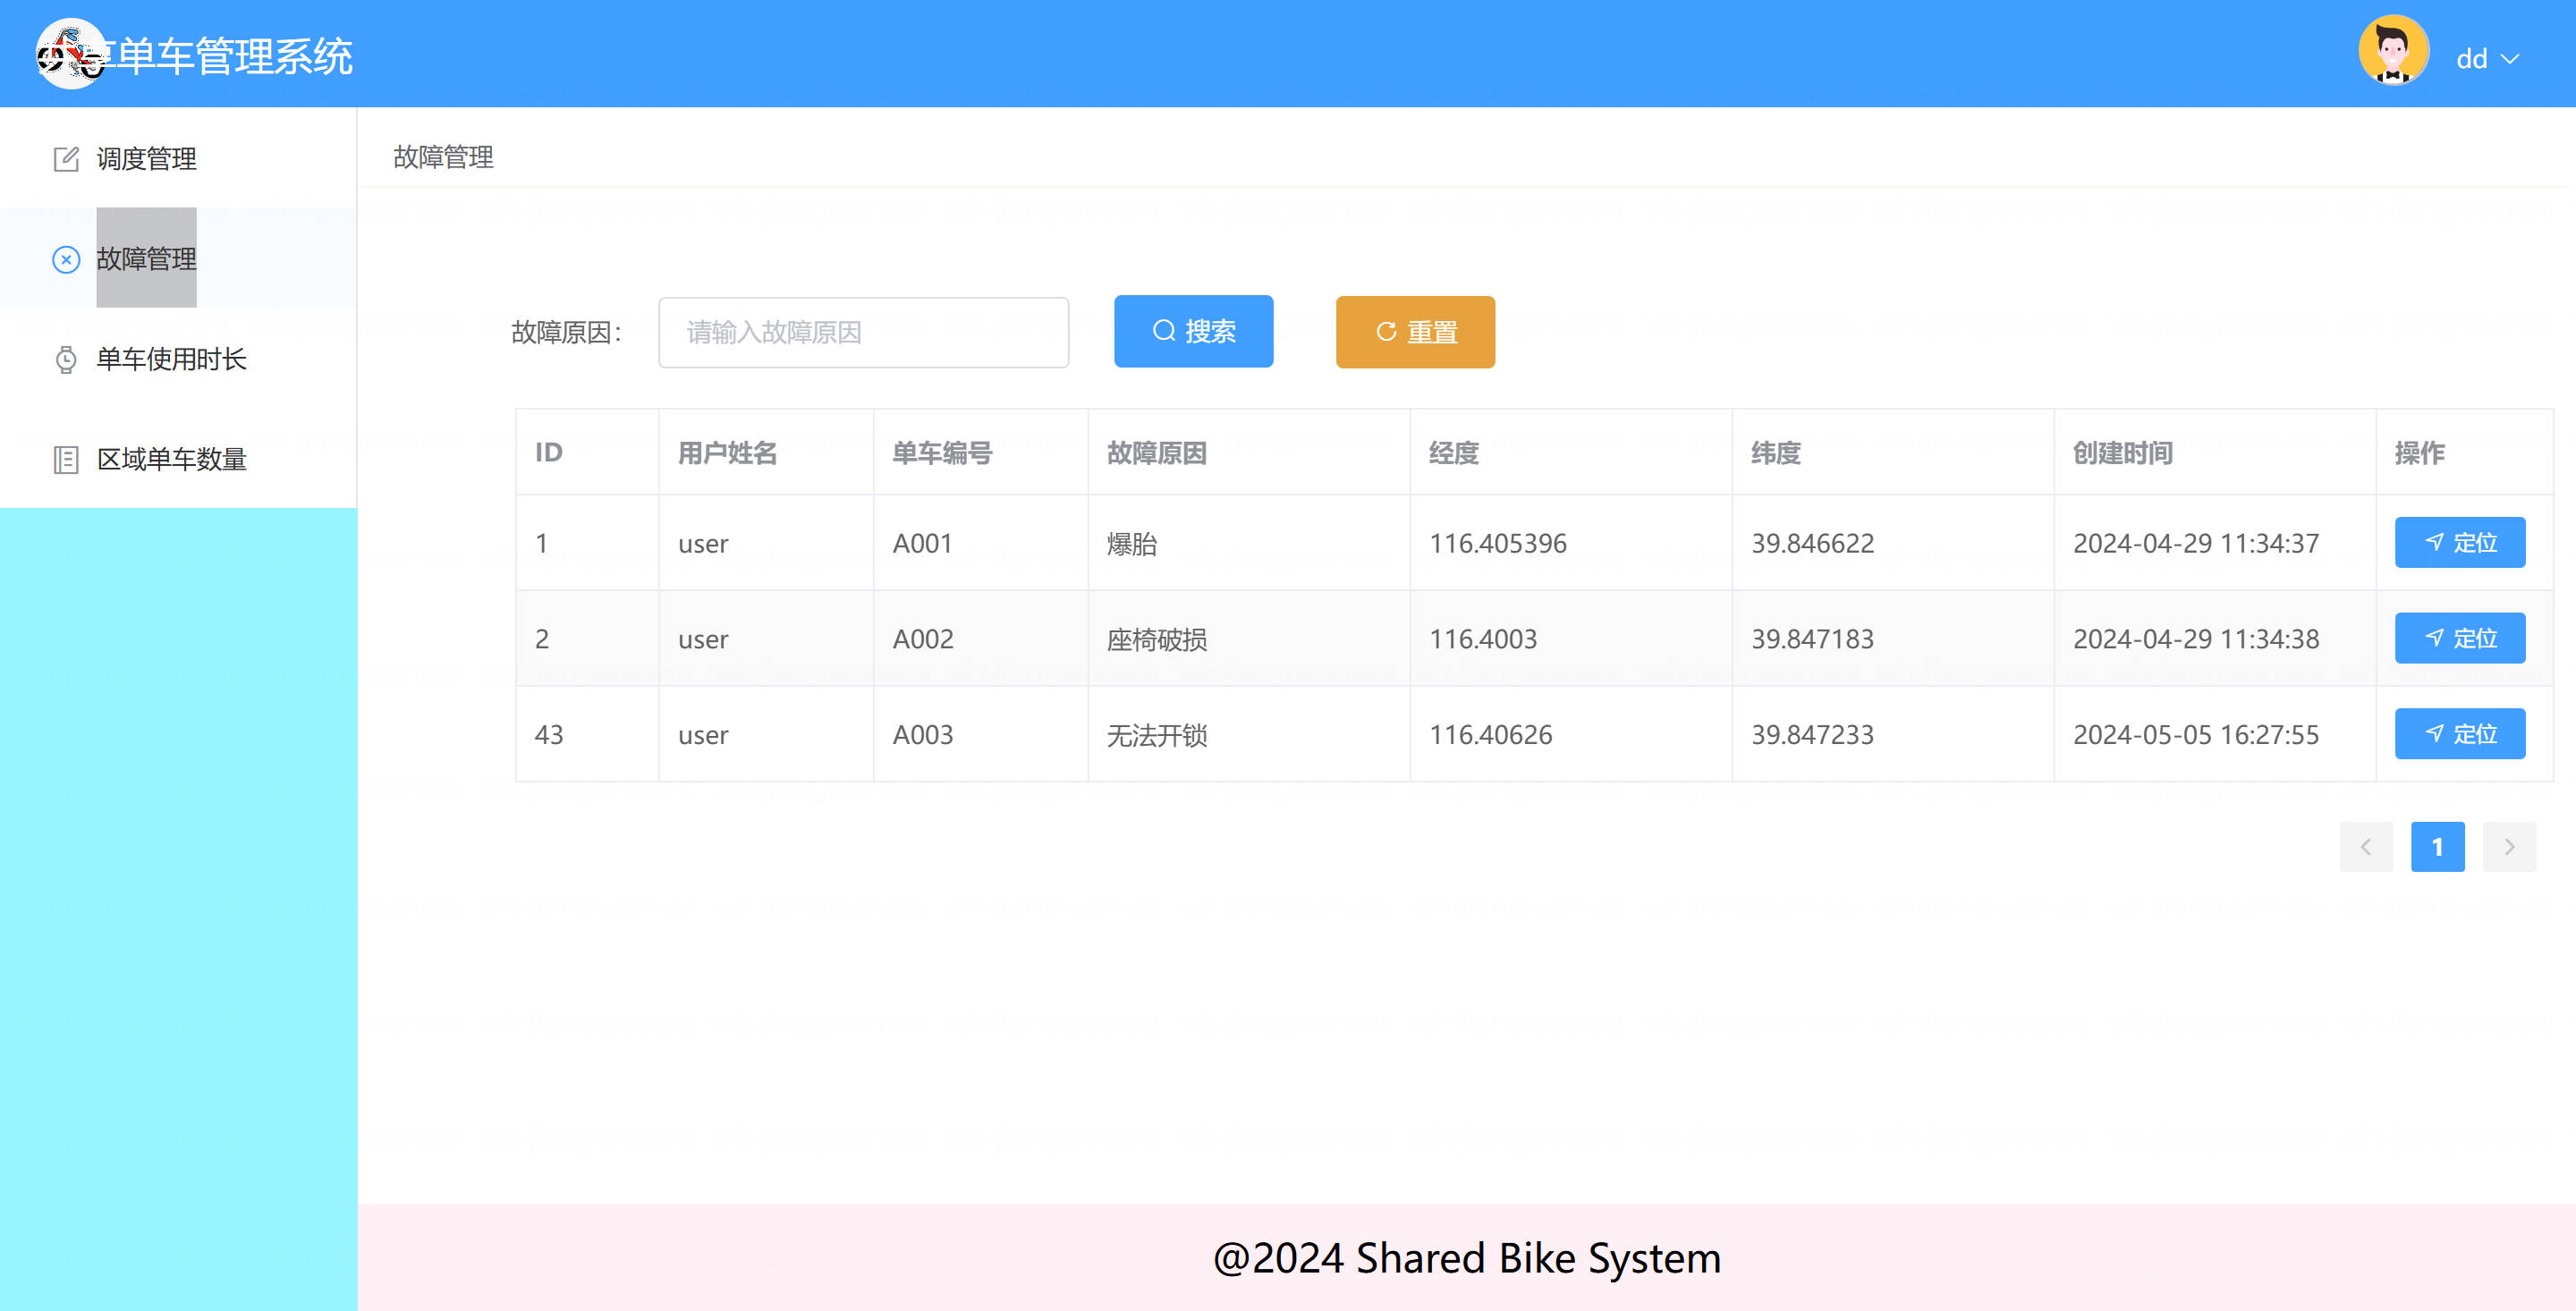 享单车管理系统
dd
调度管理
故障管理
单车使用时长
区域单车数量
故障管理
故障原因：
请输入故障原因
搜索
重置
ID 用户姓名 单车编号 故障原因 经度 纬度 创建时间 操作
1 user A001 爆胎 116.405396 39.846622 2024-04-29 11:34:37 定位
2 user A002 座椅破损 116.4003 39.847183 2024-04-29 11:34:38 定位
43 user A003 无法开锁 116.40626 39.847233 2024-05-05 16:27:55 定位
1
@2024 Shared Bike System